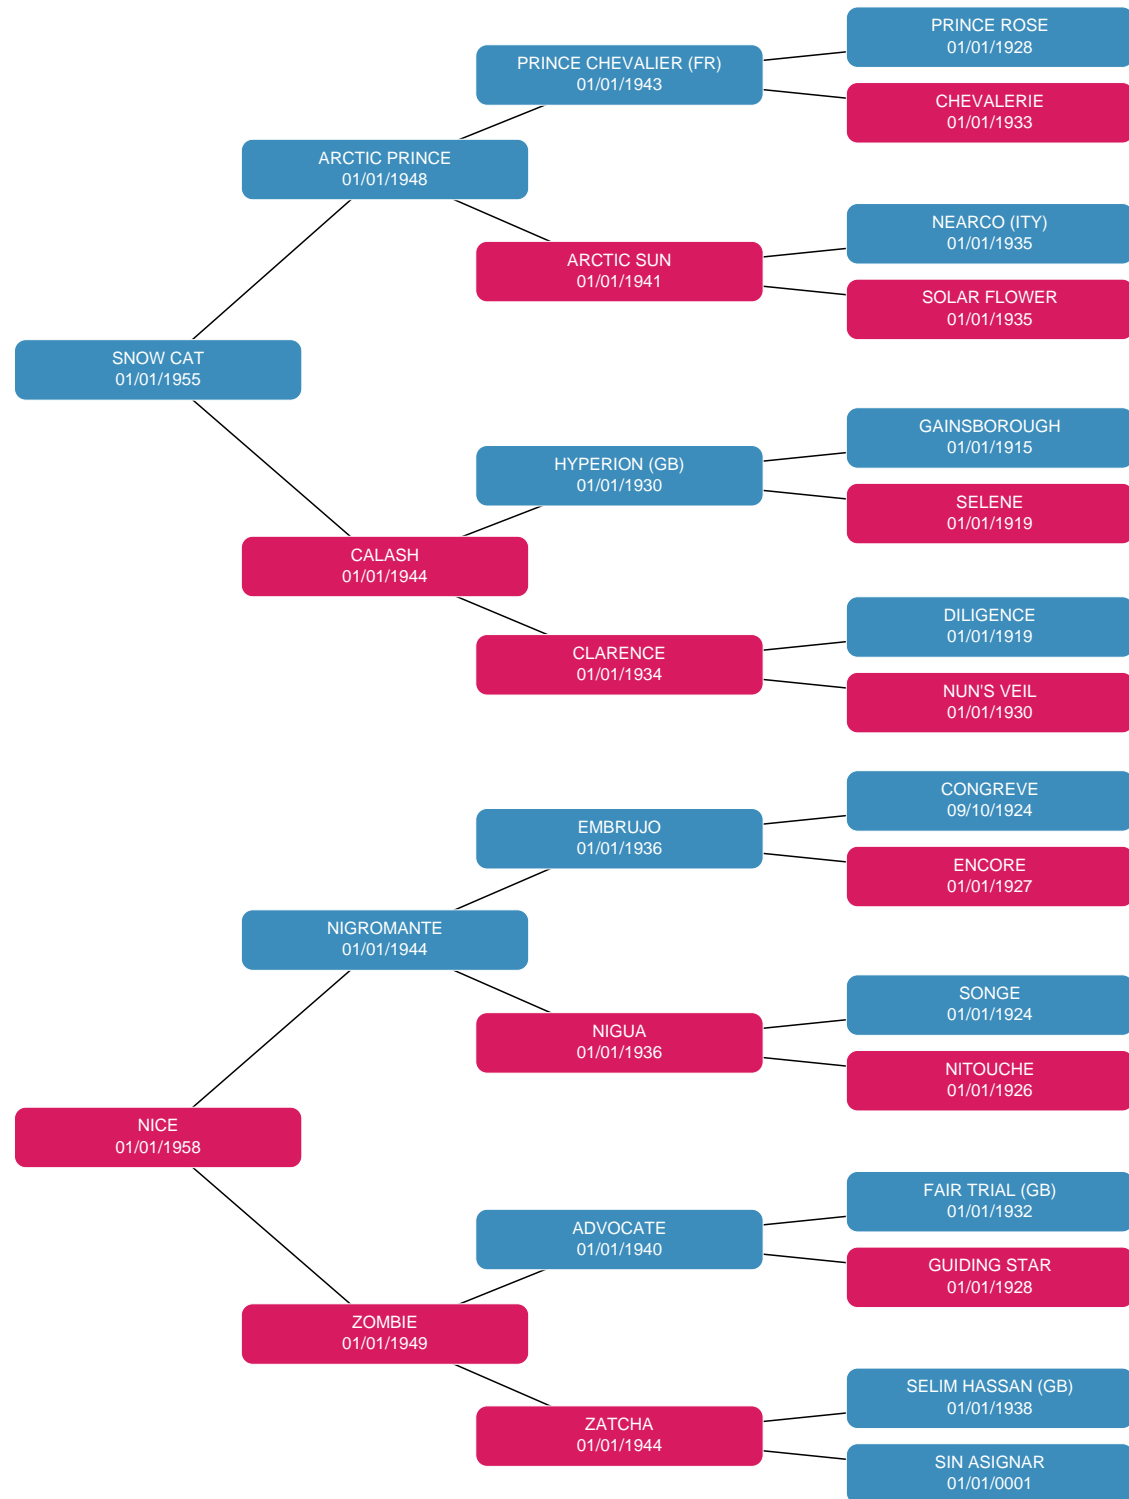 PRINCE ROSE
01/01/1928
PRINCE CHEVALIER (FR)
01/01/1943
CHEVALERIE
01/01/1933
ARCTIC PRINCE
01/01/1948
NEARCO (ITY)
01/01/1935
ARCTIC SUN
01/01/1941
SOLAR FLOWER
01/01/1935
SNOW CAT
01/01/1955
GAINSBOROUGH
01/01/1915
HYPERION (GB)
01/01/1930
SELENE
01/01/1919
CALASH
01/01/1944
DILIGENCE
01/01/1919
CLARENCE
01/01/1934
NUN'S VEIL
01/01/1930
CONGREVE
09/10/1924
EMBRUJO
01/01/1936
ENCORE
01/01/1927
NIGROMANTE
01/01/1944
SONGE
01/01/1924
NIGUA
01/01/1936
NITOUCHE
01/01/1926
NICE
01/01/1958
FAIR TRIAL (GB)
01/01/1932
ADVOCATE
01/01/1940
GUIDING STAR
01/01/1928
ZOMBIE
01/01/1949
SELIM HASSAN (GB)
01/01/1938
ZATCHA
01/01/1944
SIN ASIGNAR
01/01/0001